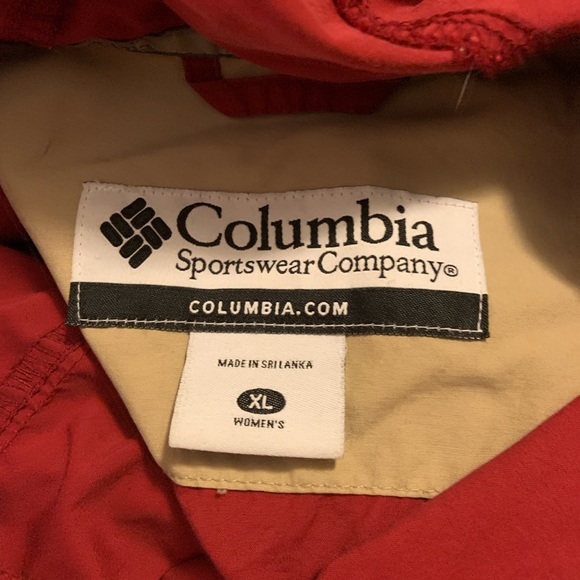 Columbia
Sportswear Company®
COLUMBIA.COM
MADE IN SRI LANKA
XL
WOMEN'S